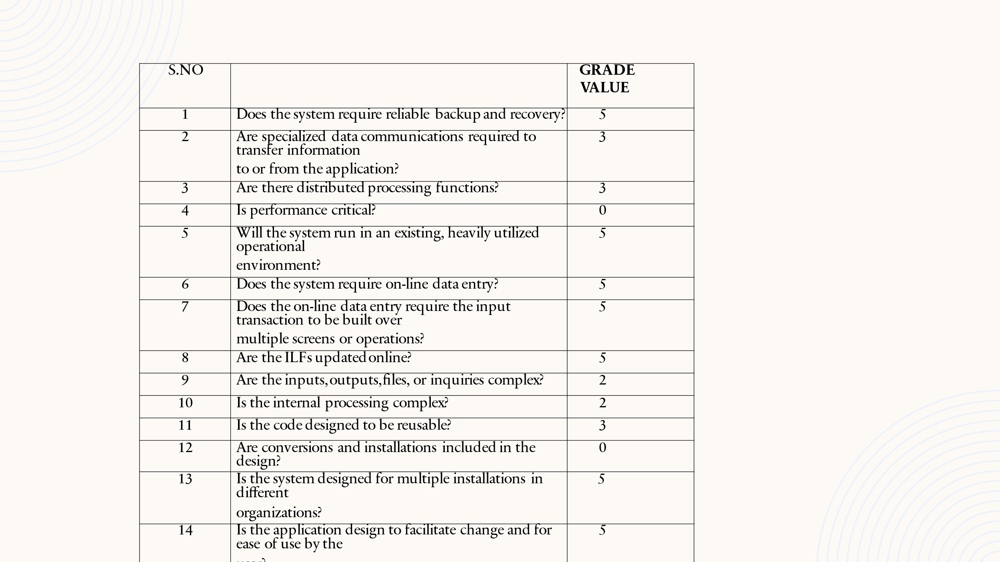 S.NO
GRADE
VALUE
1 Does the system require reliable backup and recovery? 5
2 Are specialized data communications required to 3
transfer information
to or from the application?
3 Are there distributed processing functions? 3
4 Is performance critical? 0
5 Will the system run in an existing, heavily utilized 5
operational
environment?
6 Does the system require on-line data entry? 5
7 Does the on-line data entry require the input 5
transaction to be built over
multiple screens or operations?
8 Are the ILFs updated online? 5
9 Are the inputs, outputs, files, or inquiries complex? 2
10 Is the internal processing complex? 2
11 Is the code designed to be reusable? 3
12 Are conversions and installations included in the 0
design?
13 Is the system designed for multiple installations in 5
different
organizations?
14 Is the application design to facilitate change and for 5
ease of use by the